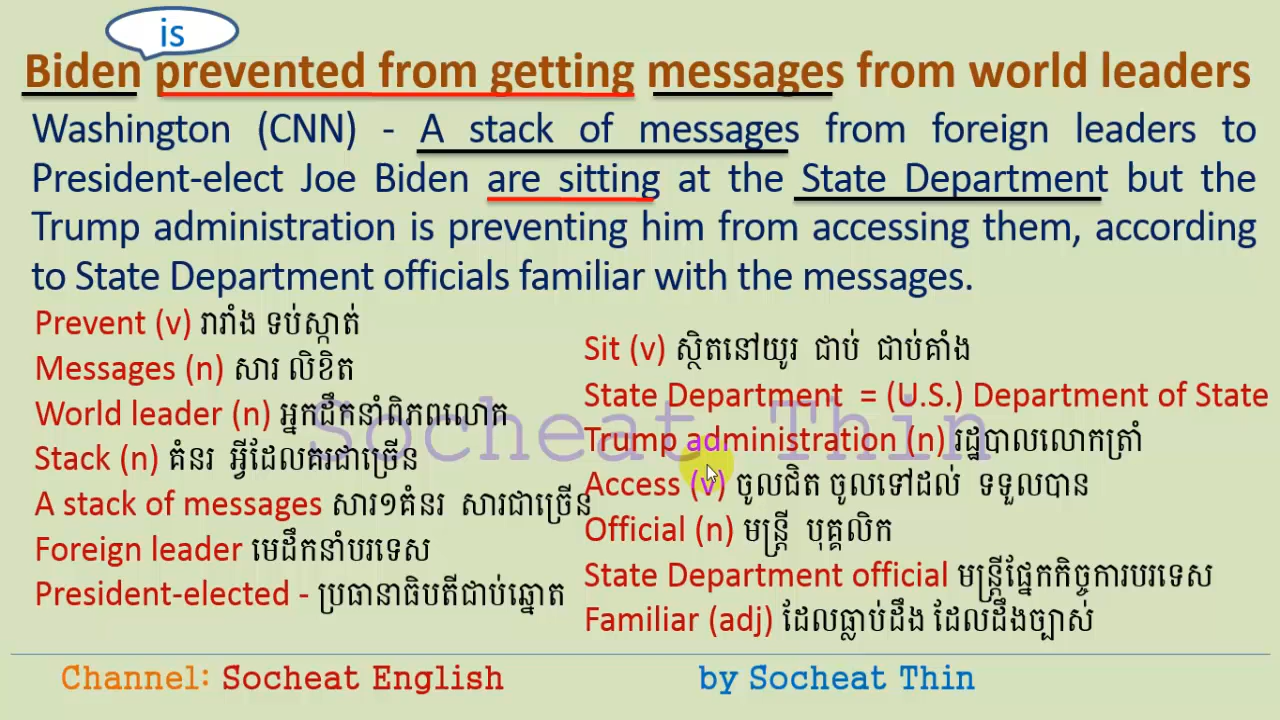 is
Biden prevented from getting messages from world leaders
Washington (CNN) - A stack of messages from foreign leaders to
President-elect Joe Biden are sitting at the State Department but the
Trump administration is preventing him from accessing them, according
to State Department officials familiar with the messages.
Prevent (v) រារាំង ទប់ស្កាត់
Messages (n) សារ លិខិត
World leader (n) អ្នកដឹកនាំពិភពលោក
Stack (n) គំនរ អ្វីដែលគរជាច្រើន
A stack of messages សារ១គំនរ សារជាច្រើន
Foreign leader មេដឹកនាំបរទេស
President-elected - ប្រធានាធិបតីជាប់ឆ្នោត
Sit (v) ស្ថិតនៅយូរ ជាប់ ជាប់គាំង
State Department = (U.S.) Department of State
Trump administration (n) រដ្ឋបាលលោកត្រាំ
Access (v) ចូលជិត ចូលទៅដល់ ទទួលបាន
Official (n) មន្ត្រី បុគ្គលិក
State Department official មន្ត្រីផ្នែកកិច្ចការបរទេស
Familiar (adj) ដែលធ្លាប់ដឹង ដែលដឹងច្បាស់
Socheat Thin
Channel: Socheat English
by Socheat Thin